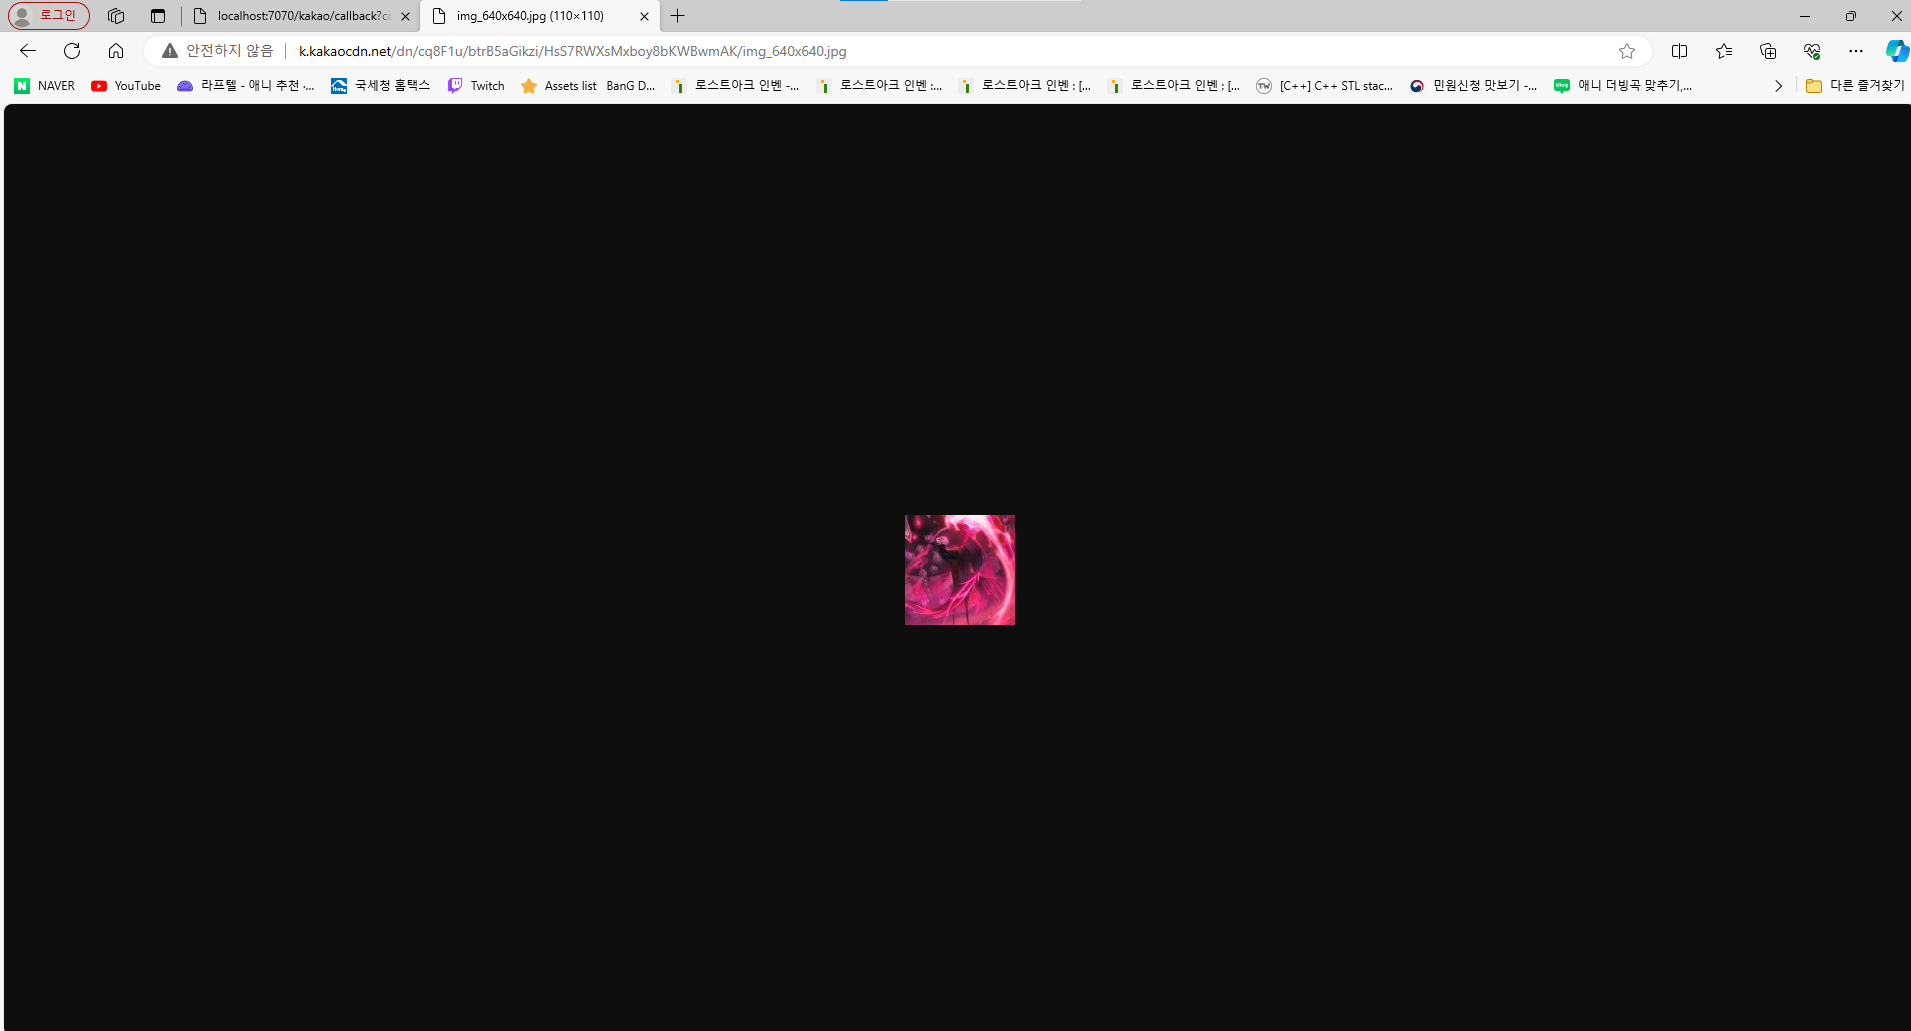 로그인
localhost:7070/kakao/callback?cc
img_640x640.jpg (110×110)
안전하지 않음
k.kakaocdn.net/dn/cq8F1u/btrB5aGikzi/HsS7RWXsMxboy8bKWBwmAK/img_640x640.jpg
NAVER
YouTube
라프텔 - 애니 추천 ·...
국세청 홈택스
Twitch
Assets list BanG D...
로스트아크 인벤 -...
로스트아크 인벤 :...
로스트아크 인벤 : [...
로스트아크 인벤 : [...
[C++] C++ STL stac...
민원신청 맛보기 -...
애니 더빙곡 맞추기,...
다른 즐겨찾기